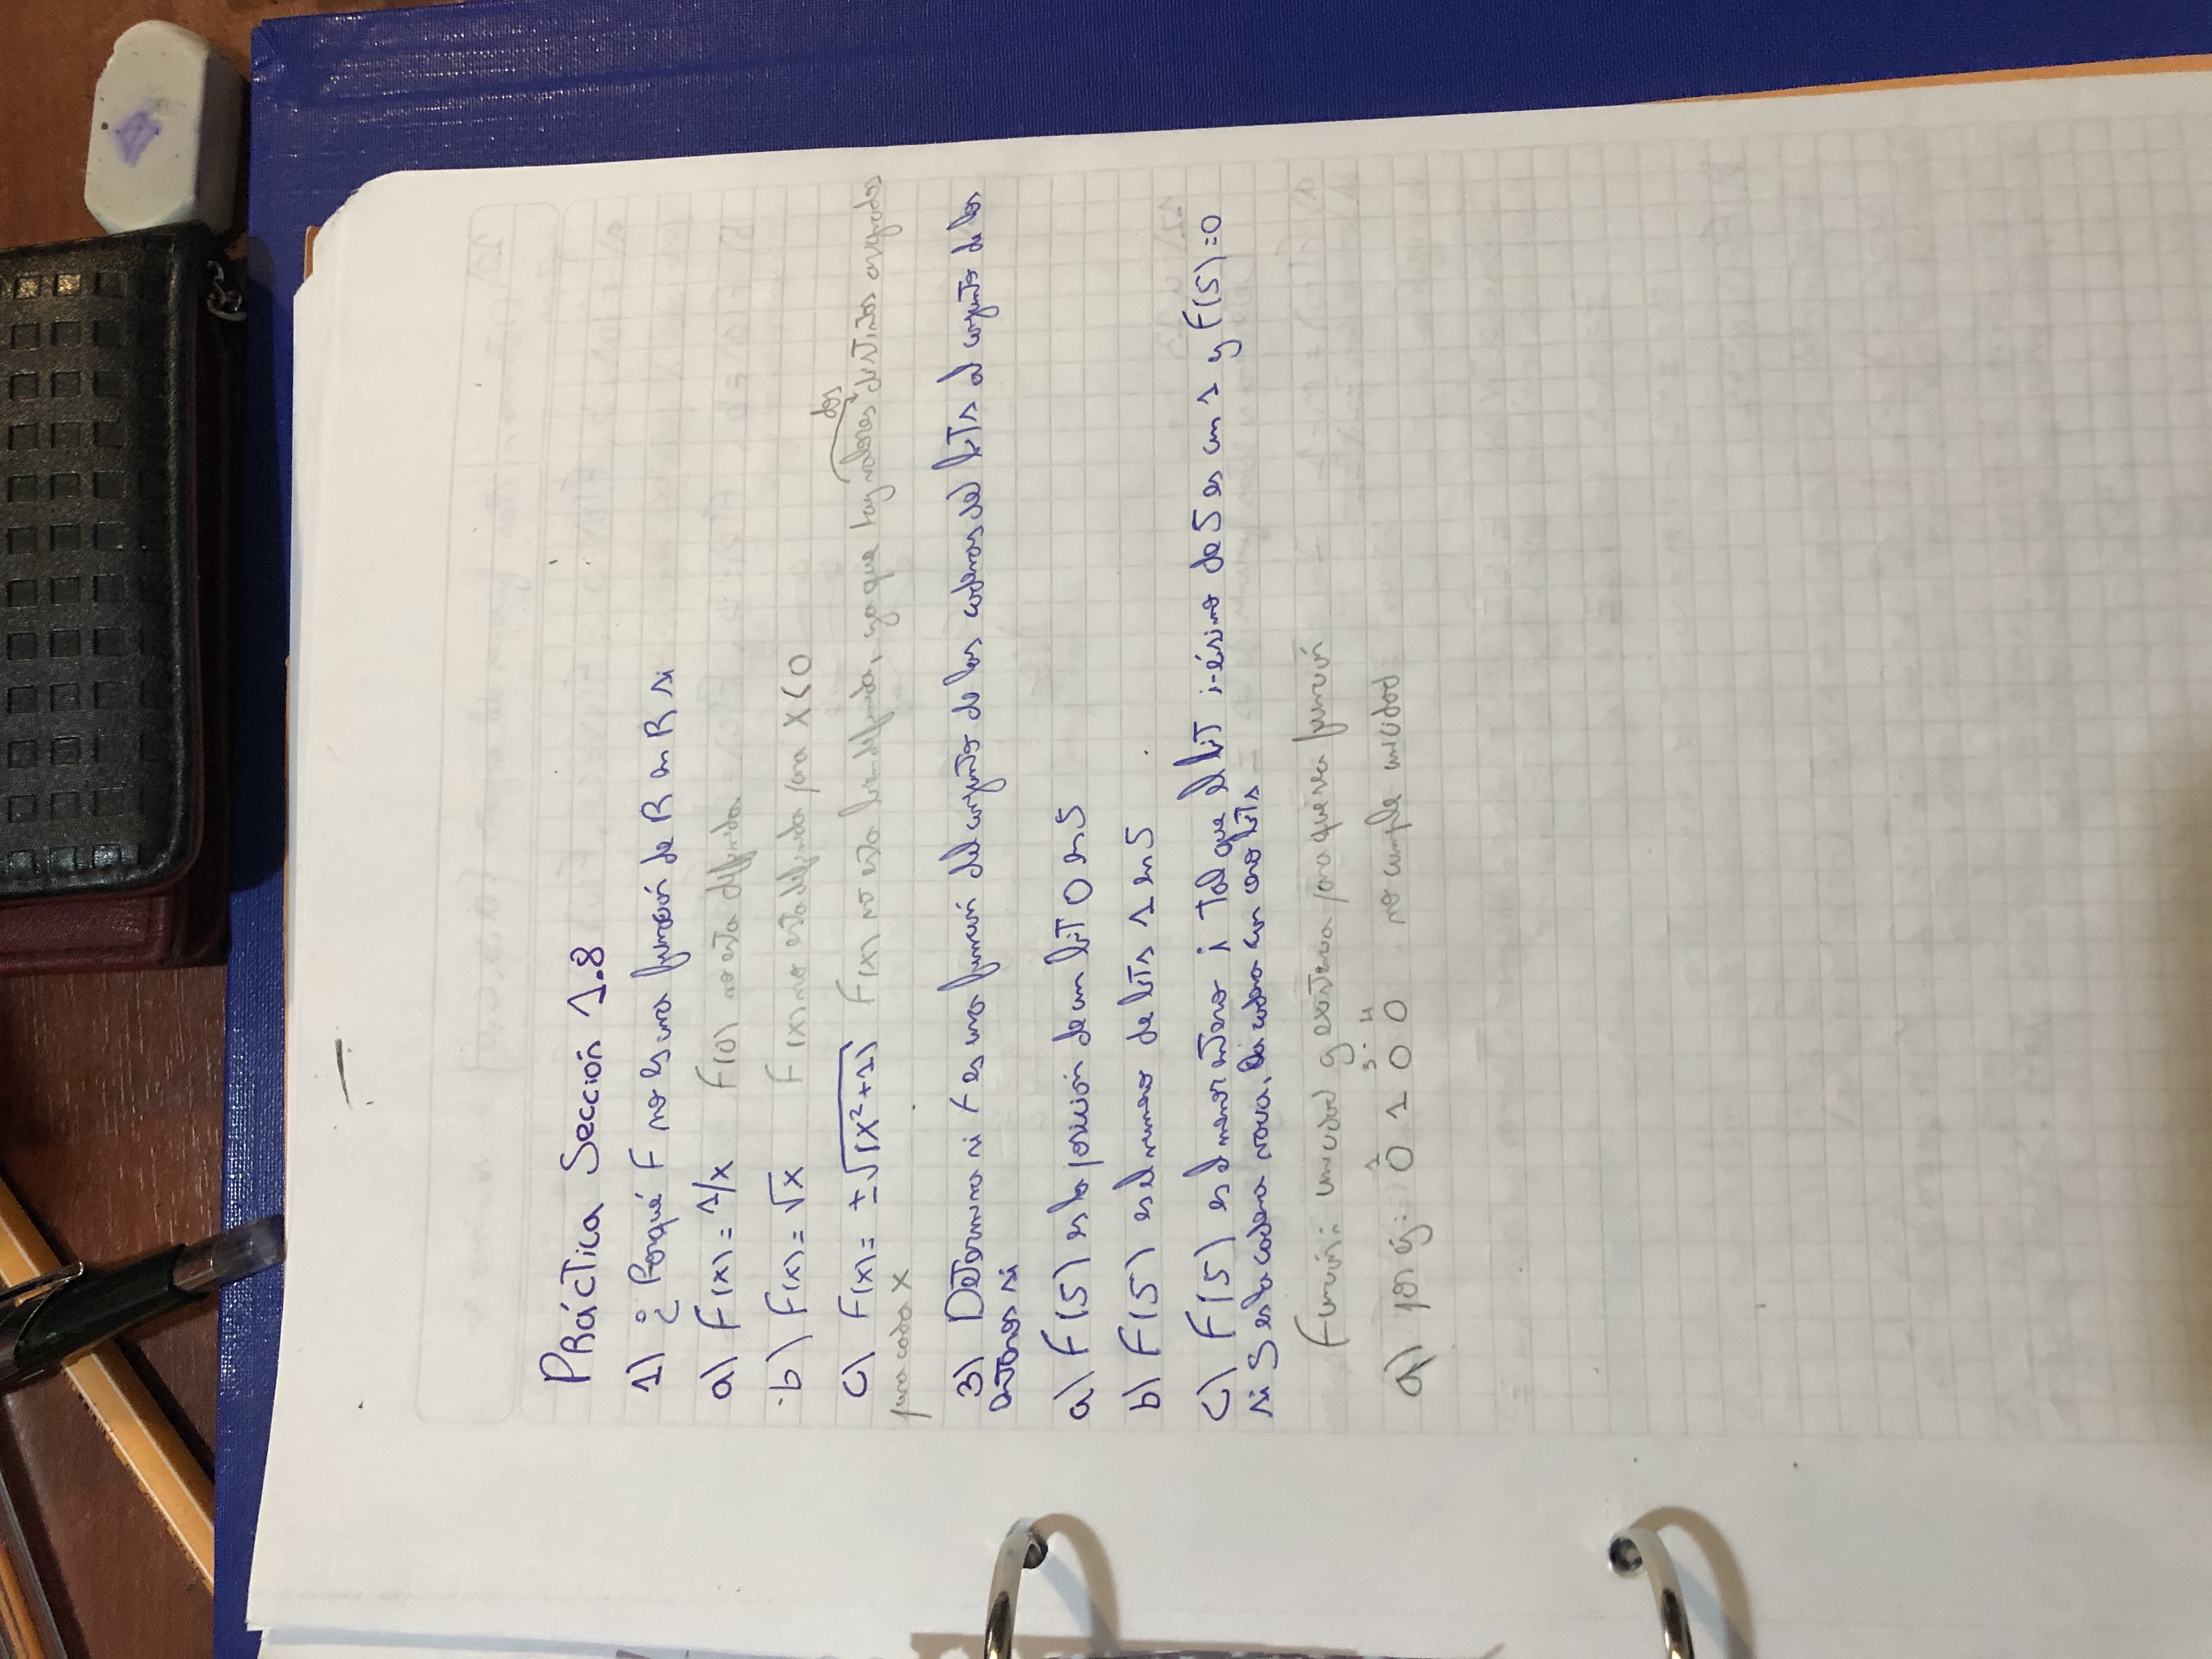 Práctica Sección 1.8
1) ¿Porqué F no es una función de R en R si
a) F(x) = 1/x F(0) no esta definida
b) F(x) = √x F(x) no esta definida para x<0
dos
c) F(x) = ±√(x²+1) F(x) no esta bien definida, ya que hay valores distintos asignados
para cada x
3) Determina si F es una función del conjunto de las cadenas del bits al conjunto de los
enteros si
a) F(S) es la posición de un bit 0 en S
b) F(S) es el numero de bits 1 en S
c) F(S) es el menor entero i tal que el bit i-ésimo de S es un 1 y F(S)=0
si S es la cadena vacia, la cadena con cero bits
Función: unicidad y existencia para que sea función
1 3 4
a) por ej: 0 1 0 0 no cumple unicidad